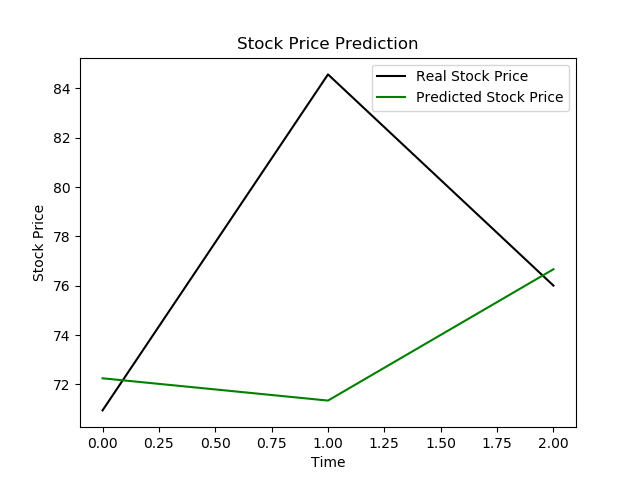 Stock Price Prediction
Real Stock Price
Predicted Stock Price
Stock Price
84
82
80
78
76
74
72
0.00 0.25 0.50 0.75 1.00 1.25 1.50 1.75 2.00
Time